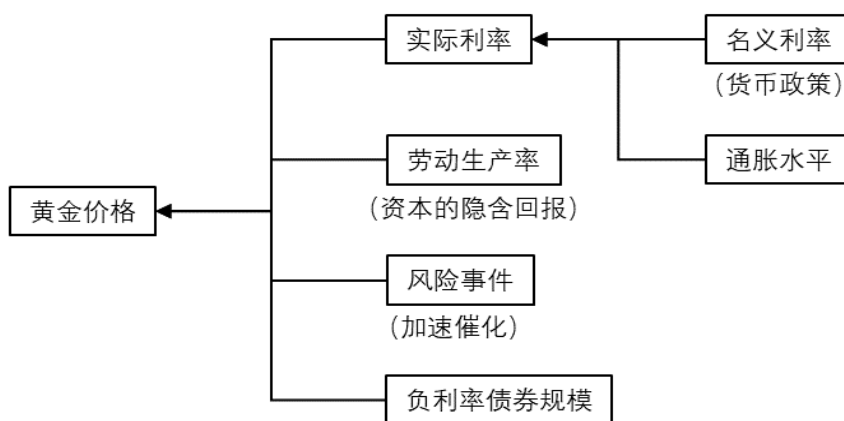 实际利率
名义利率
（货币政策）
劳动生产率
通胀水平
（资本的隐含回报）
黄金价格
风险事件
（加速催化）
负利率债券规模